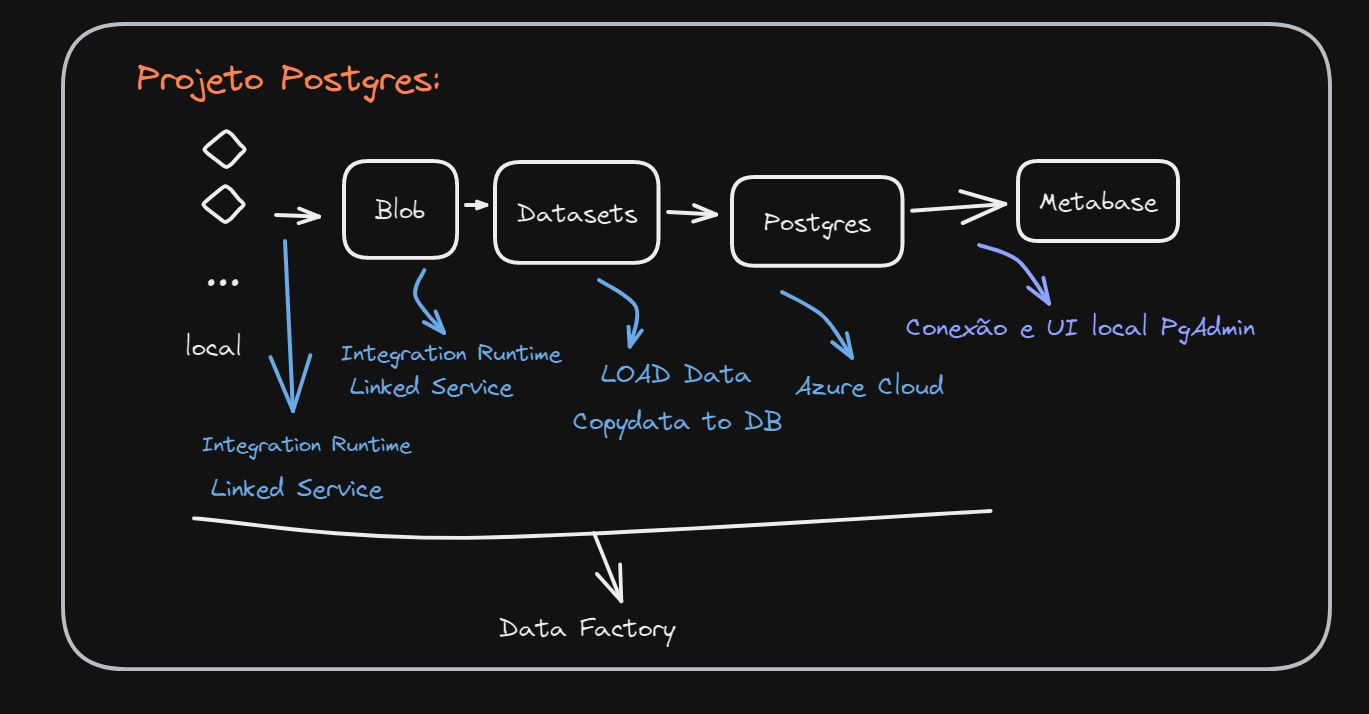 Projeto Postgres:
Blob
Datasets
Postgres
Metabase
...
local
Integration Runtime
Linked Service
Integration Runtime
Linked Service
LOAD Data
Copydata to DB
Azure Cloud
Conexão e UI local PgAdmin
Data Factory